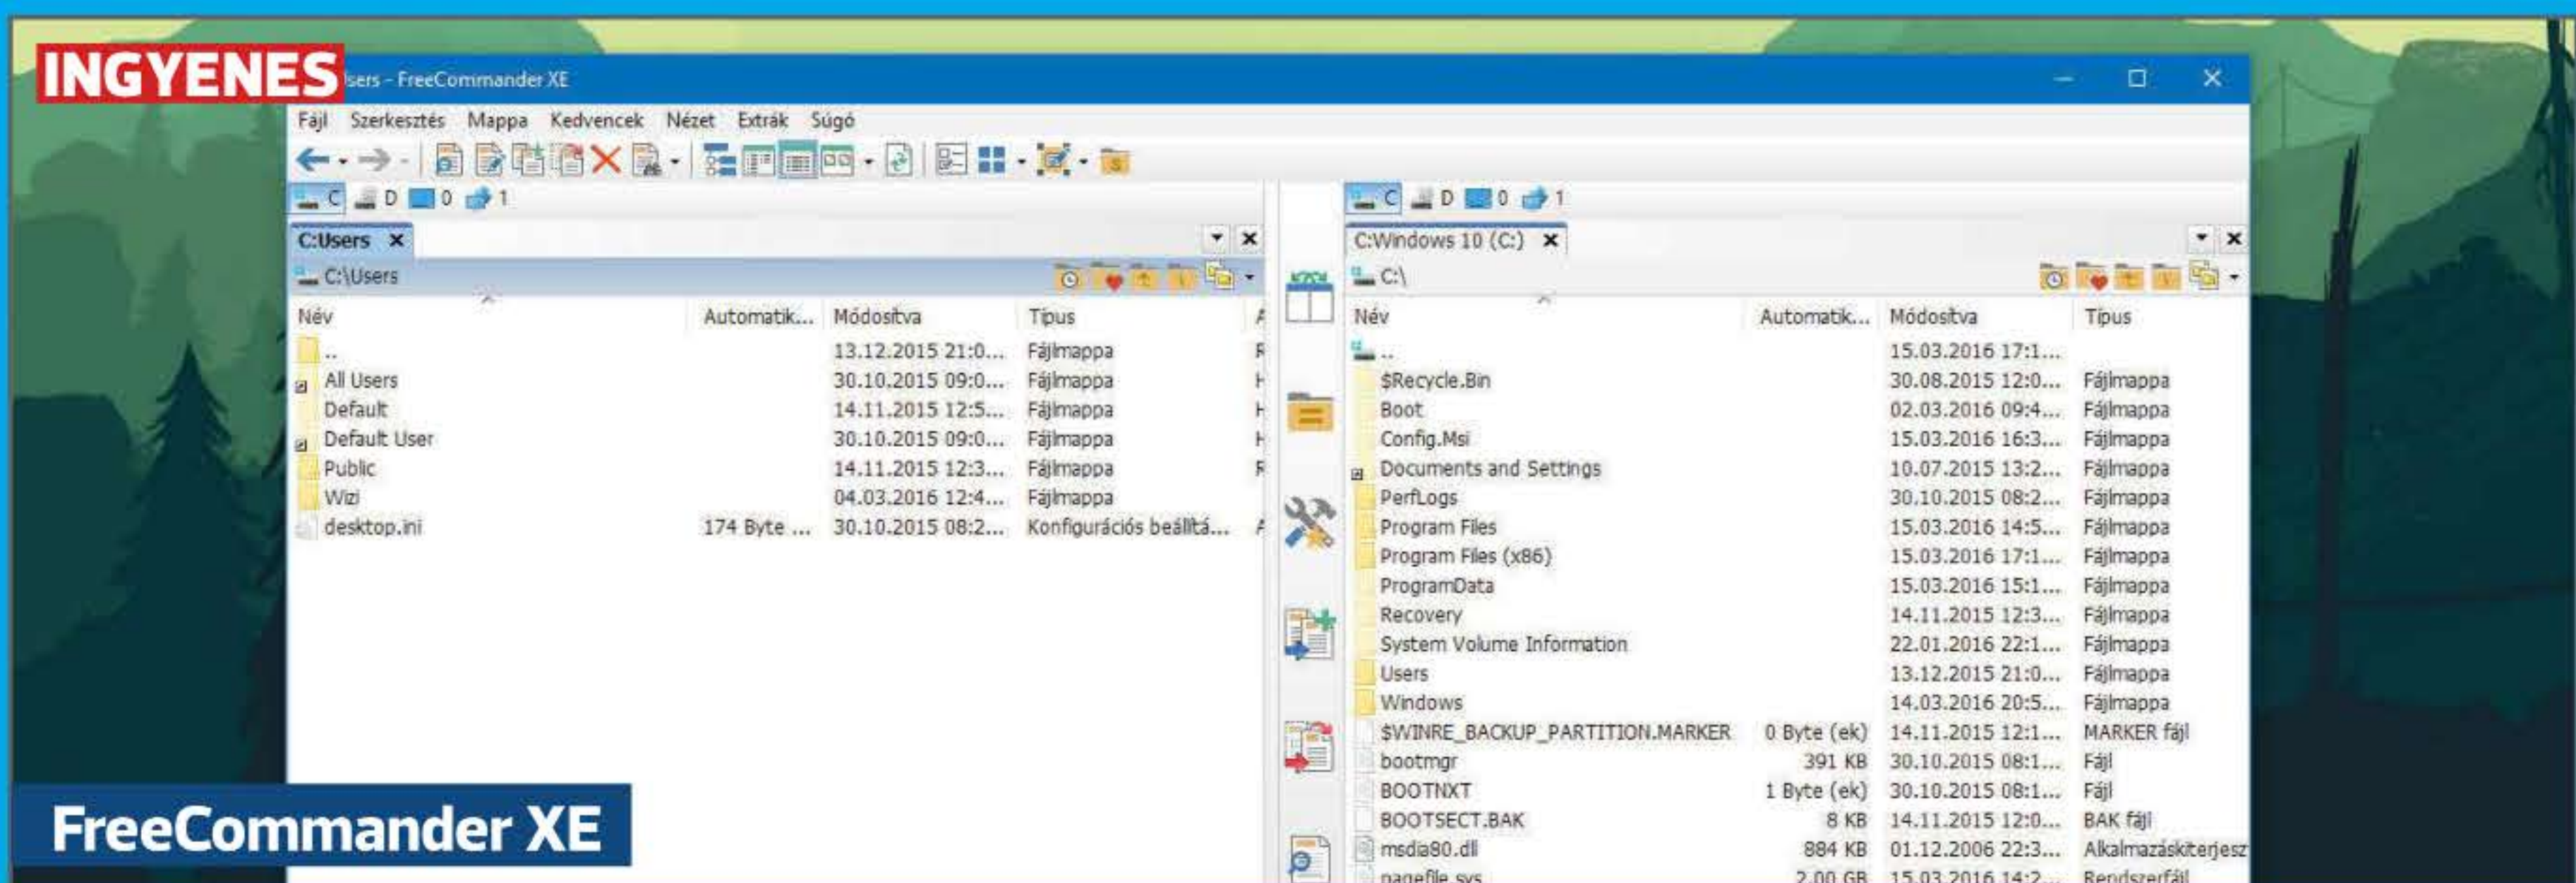 INGYENES
sers - FreeCommander XE
Fájl Szerkesztés Mappa Kedvencek Nézet Extrák Súgó
C D 0 1
C:Users
C:\Users
Név Automatik... Módosítva Típus
.. 13.12.2015 21:0... Fájlmappa
All Users 30.10.2015 09:0... Fájlmappa
Default 14.11.2015 12:5... Fájlmappa
Default User 30.10.2015 09:0... Fájlmappa
Public 14.11.2015 12:3... Fájlmappa
Wizi 04.03.2016 12:4... Fájlmappa
desktop.ini 174 Byte ... 30.10.2015 08:2... Konfigurációs beállítá...
C D 0 1
C:Windows 10 (C:)
C:\
Név Automatik... Módosítva Típus
.. 15.03.2016 17:1...
$Recycle.Bin 30.08.2015 12:0... Fájlmappa
Boot 02.03.2016 09:4... Fájlmappa
Config.Msi 15.03.2016 16:3... Fájlmappa
Documents and Settings 10.07.2015 13:2... Fájlmappa
PerfLogs 30.10.2015 08:2... Fájlmappa
Program Files 15.03.2016 14:5... Fájlmappa
Program Files (x86) 15.03.2016 17:1... Fájlmappa
ProgramData 15.03.2016 15:1... Fájlmappa
Recovery 14.11.2015 12:3... Fájlmappa
System Volume Information 22.01.2016 22:1... Fájlmappa
Users 13.12.2015 21:0... Fájlmappa
Windows 14.03.2016 20:5... Fájlmappa
$WINRE_BACKUP_PARTITION.MARKER 0 Byte (ek) 14.11.2015 12:1... MARKER fájl
bootmgr 391 KB 30.10.2015 08:1... Fájl
BOOTNXT 1 Byte (ek) 30.10.2015 08:1... Fájl
BOOTSECT.BAK 8 KB 14.11.2015 12:0... BAK fájl
msdia80.dll 884 KB 01.12.2006 22:3... Alkalmazáskiterjesz
pagefile.sys 2,00 GB 15.03.2016 14:2... Rendszerfájl
FreeCommander XE